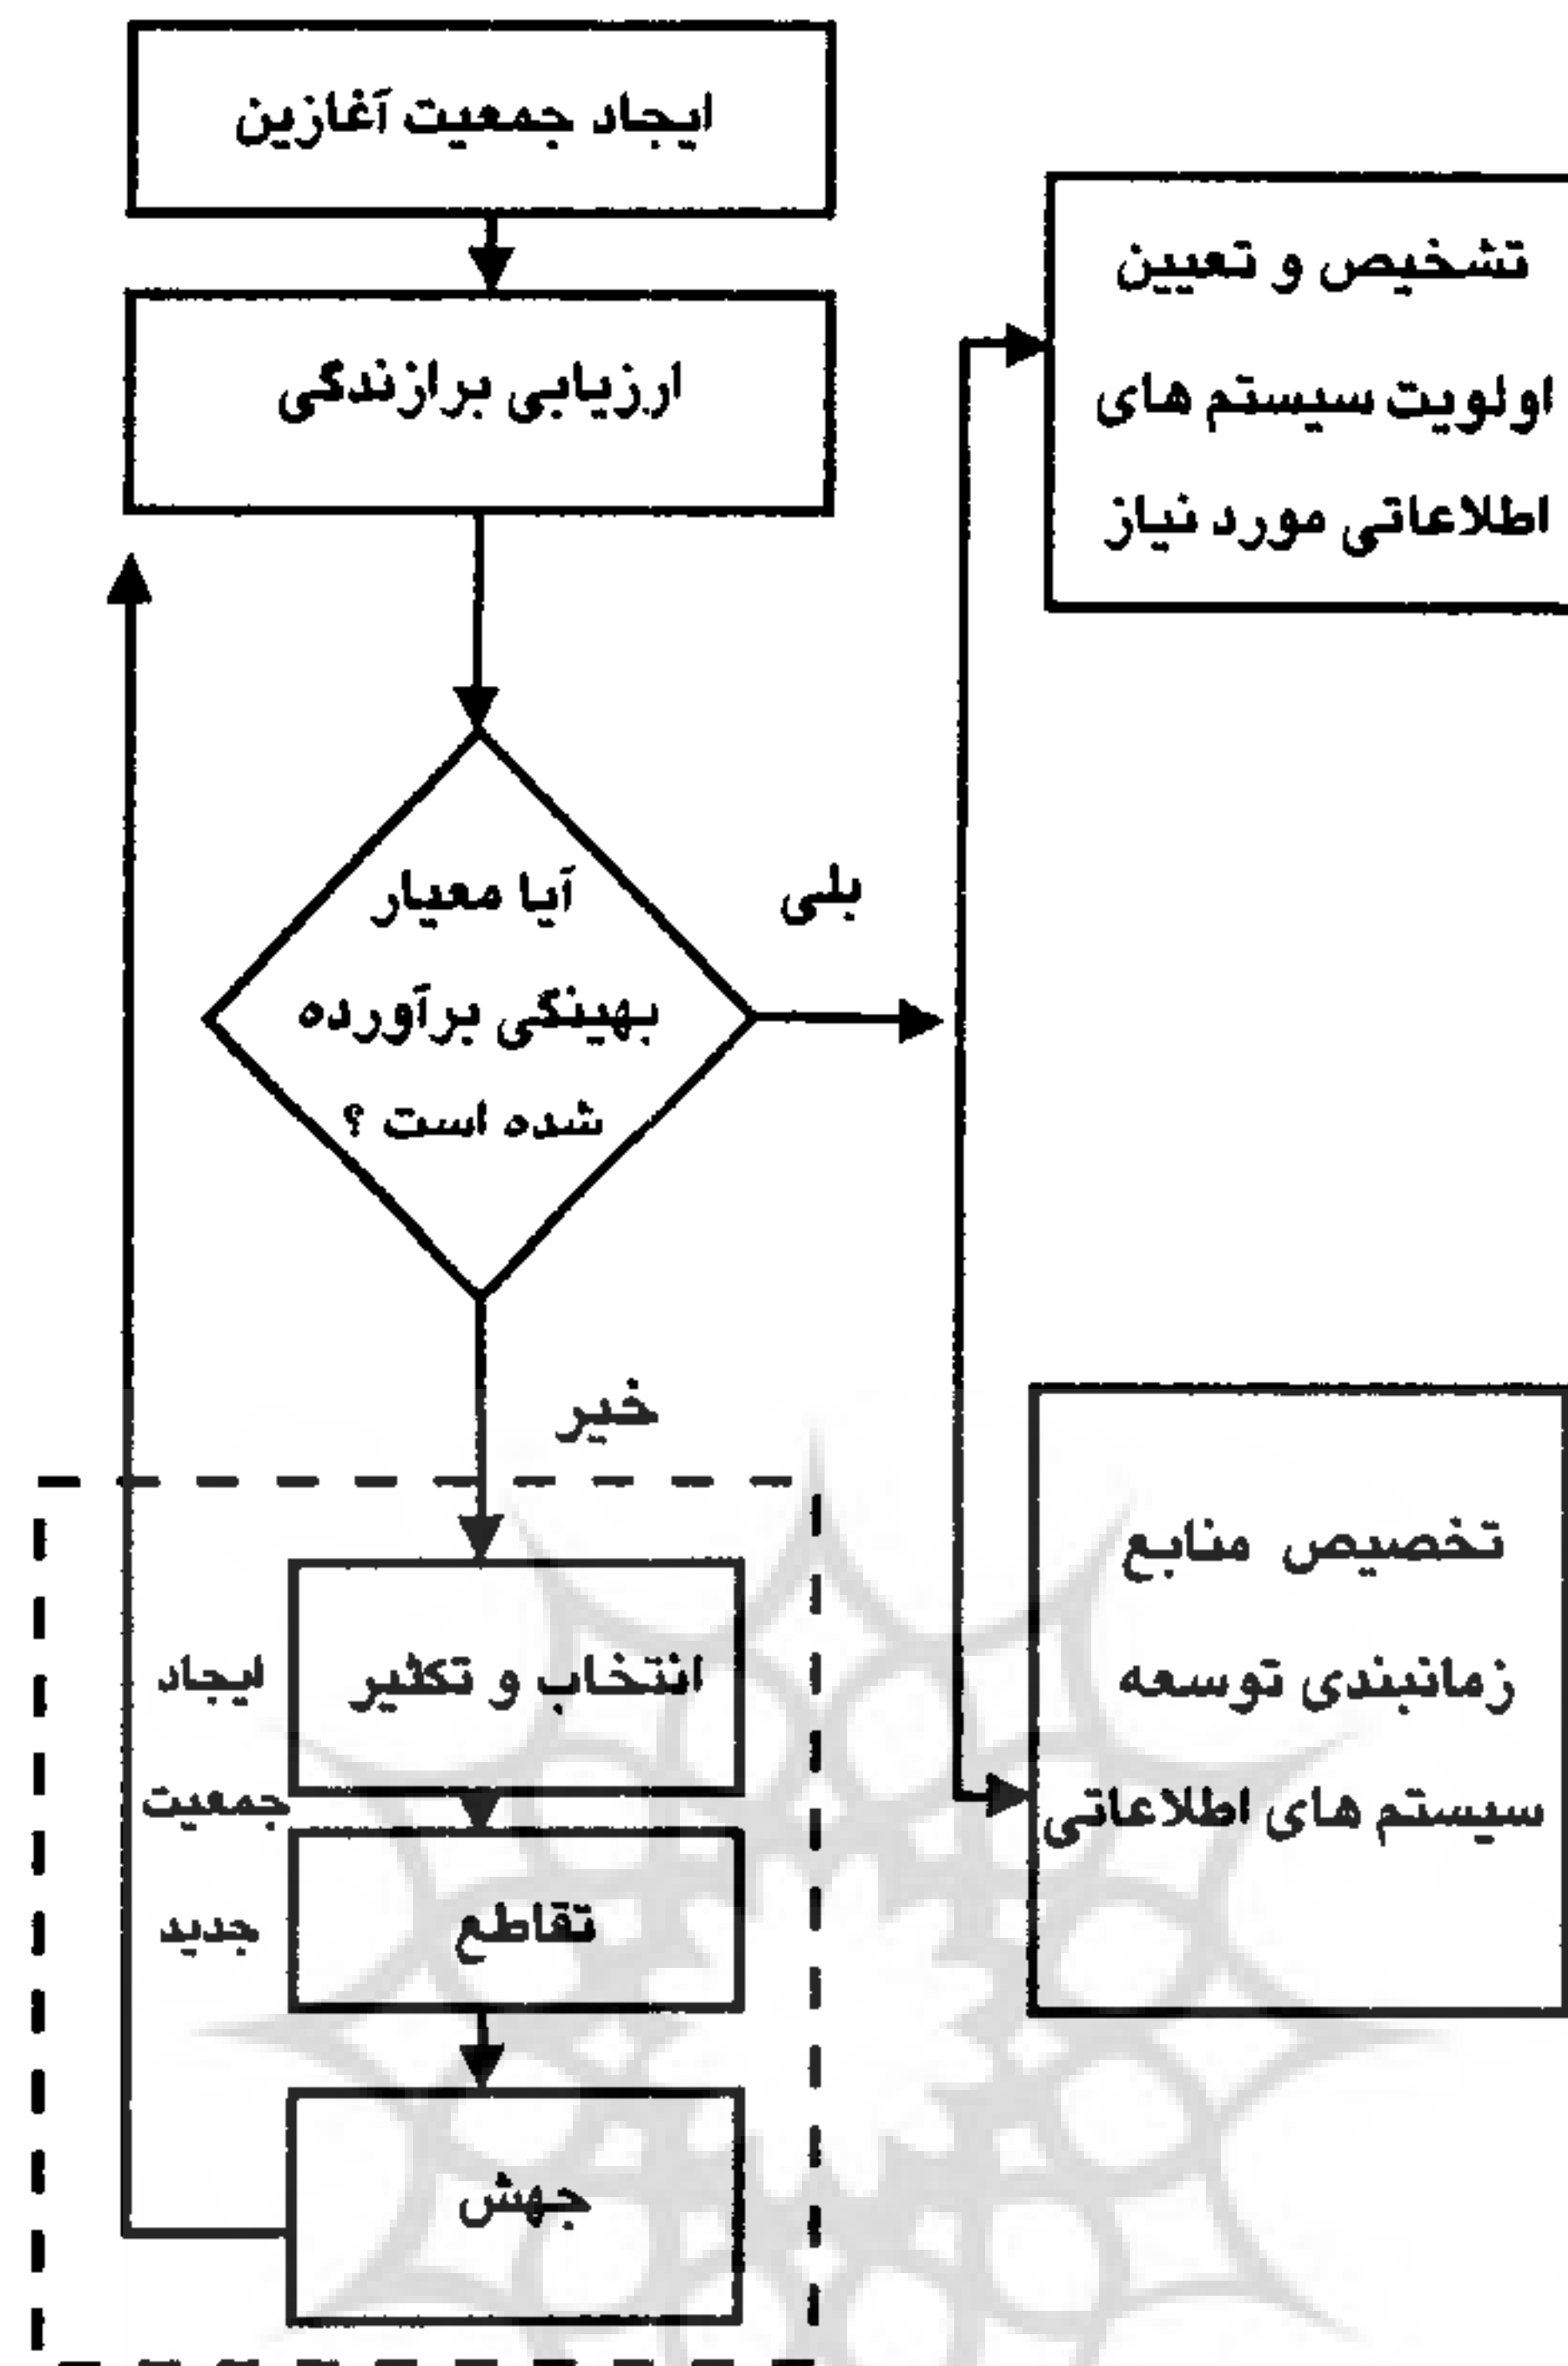 ایجاد جمعیت آغازین
ارزیابی برازندگی
آیا معیار
بهینگی برآورده
شده است ؟
بلی
خیر
تشخیص و تعیین
اولویت سیستم های
اطلاعاتی مورد نیاز
تخصیص منابع
زمانبندی توسعه
سیستم های اطلاعاتی
ایجاد
جمعیت
جدید
انتخاب و تکثیر
تقاطع
جهش